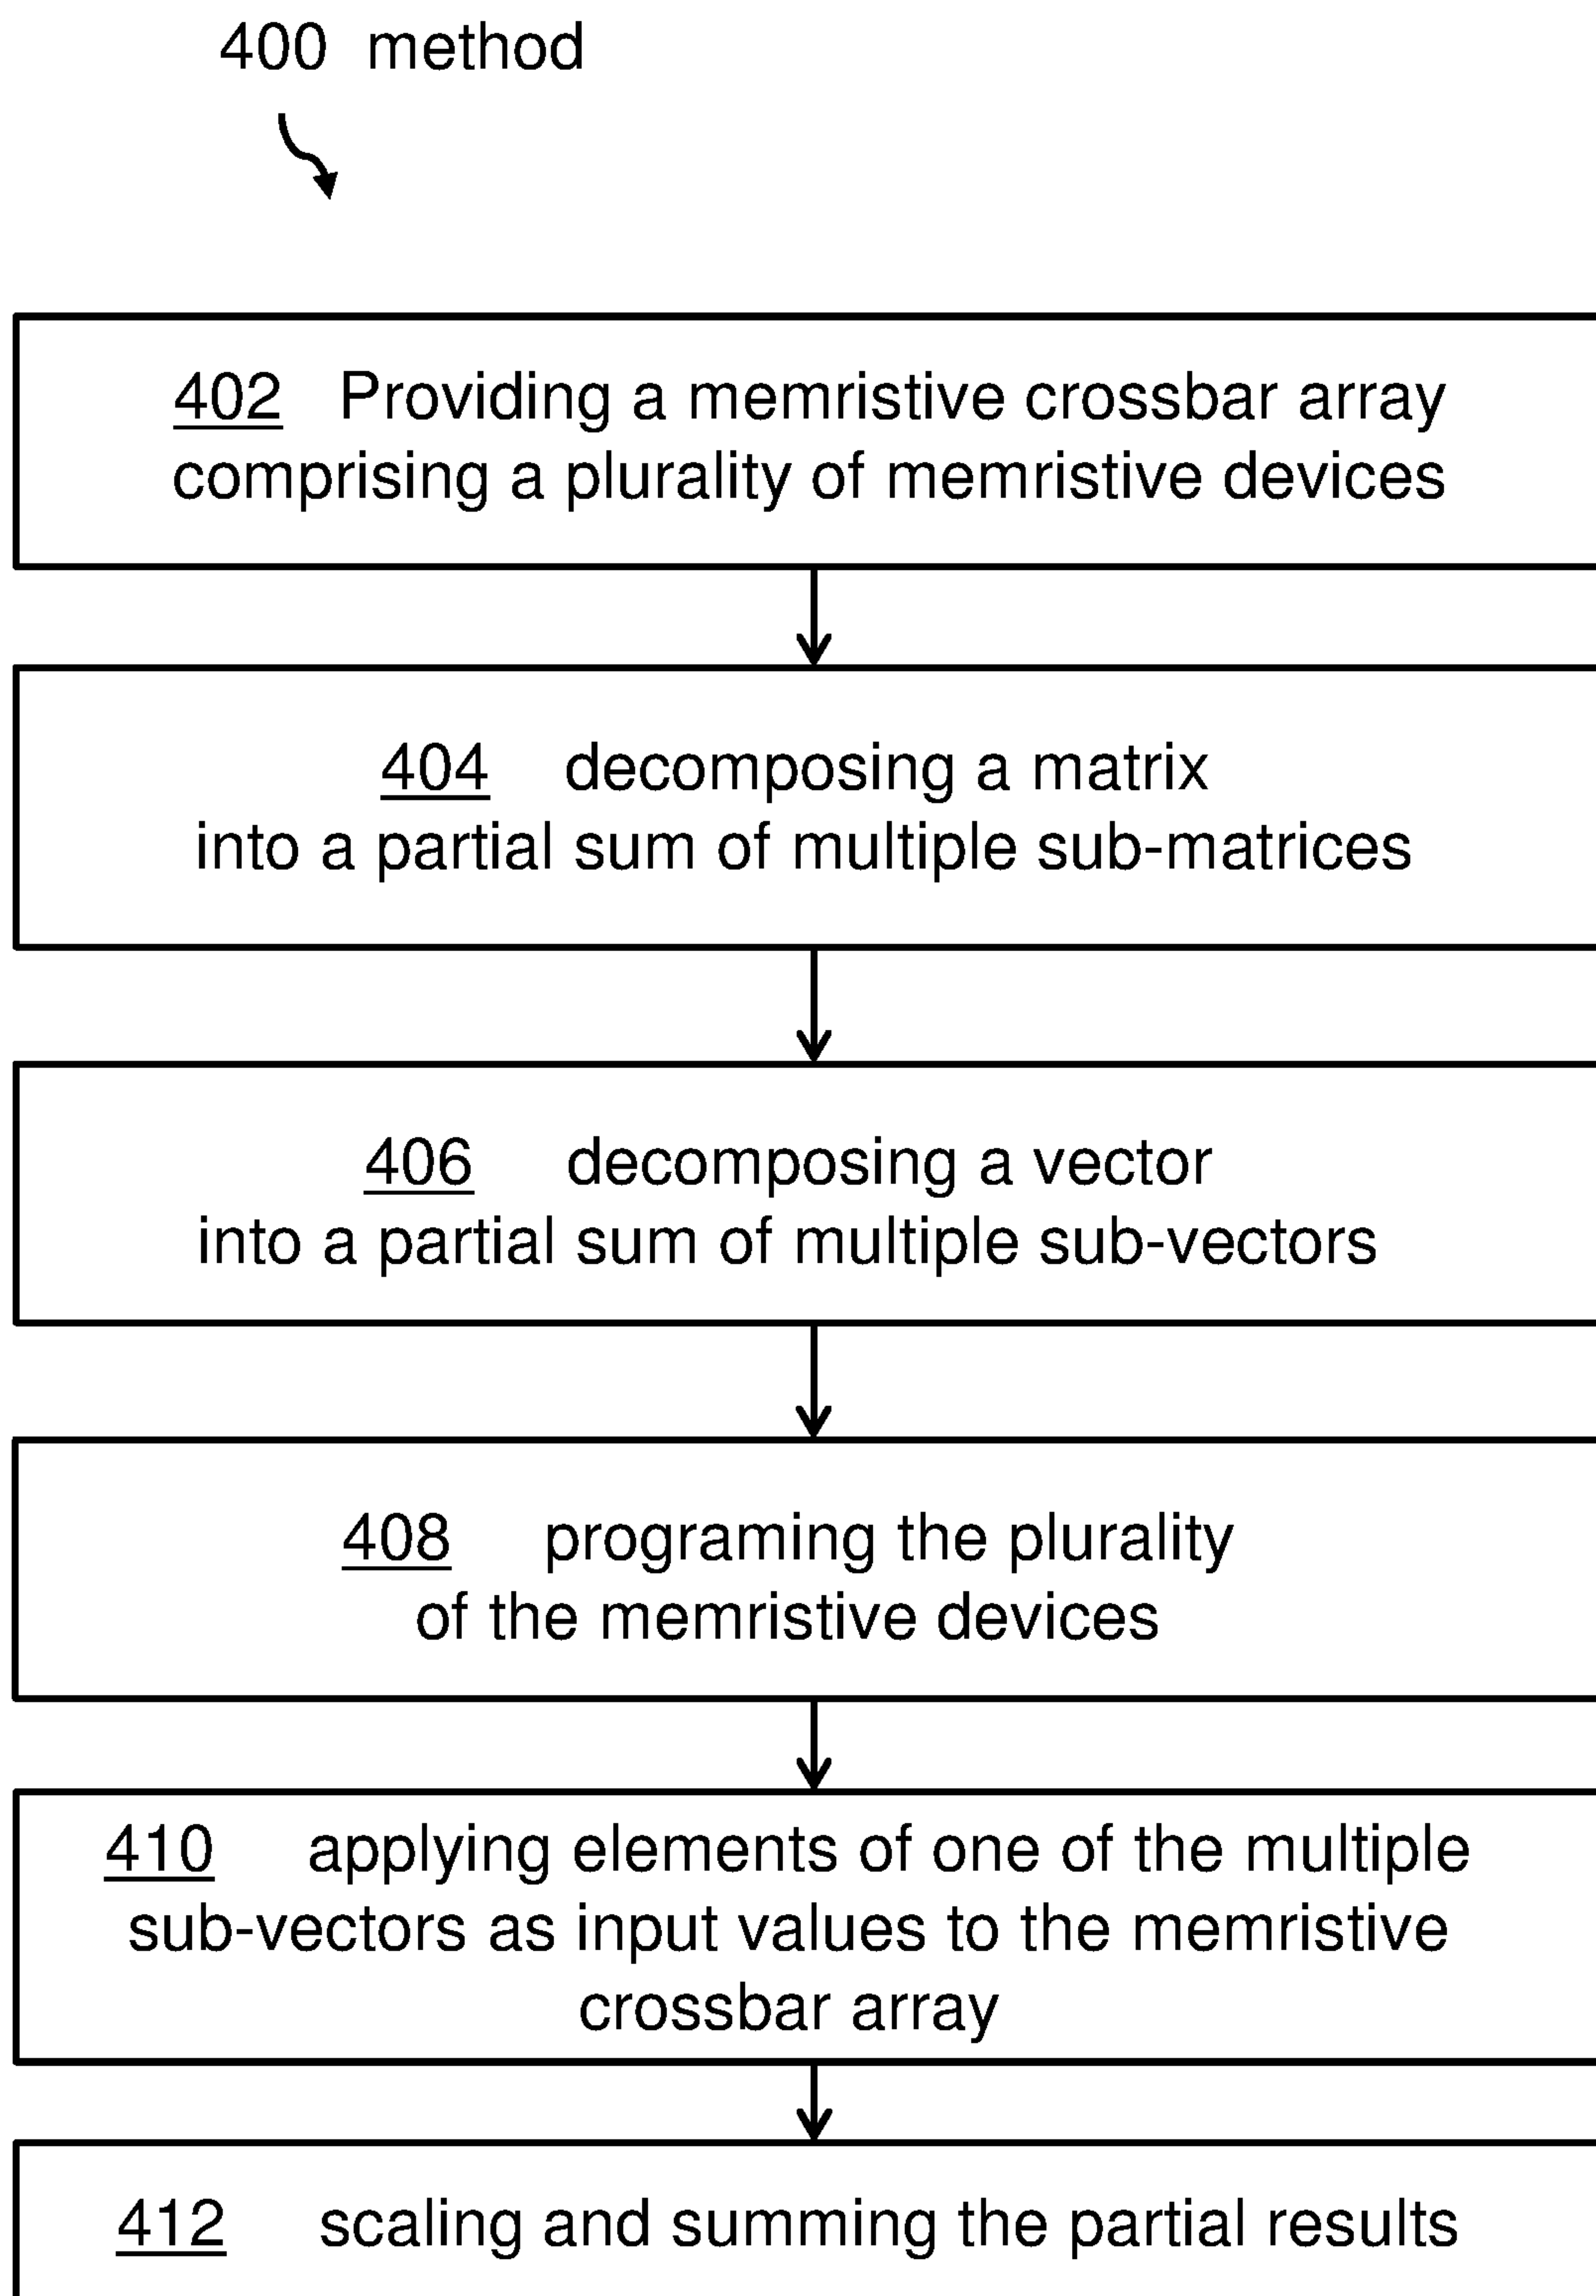 400 method
402 Providing a memristive crossbar array
comprising a plurality of memristive devices
404 decomposing a matrix
into a partial sum of multiple sub-matrices
406 decomposing a vector
into a partial sum of multiple sub-vectors
408 programing the plurality
of the memristive devices
410 applying elements of one of the multiple
sub-vectors as input values to the memristive
crossbar array
412 scaling and summing the partial results